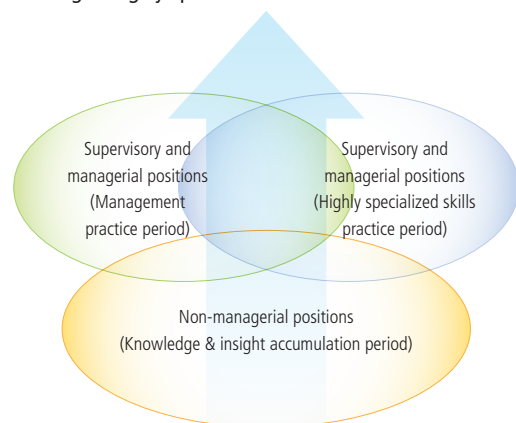 Supervisory and
managerial positions
(Management
practice period)
Supervisory and
managerial positions
(Highly specialized skills
practice period)
Non-managerial positions
(Knowledge & insight accumulation period)